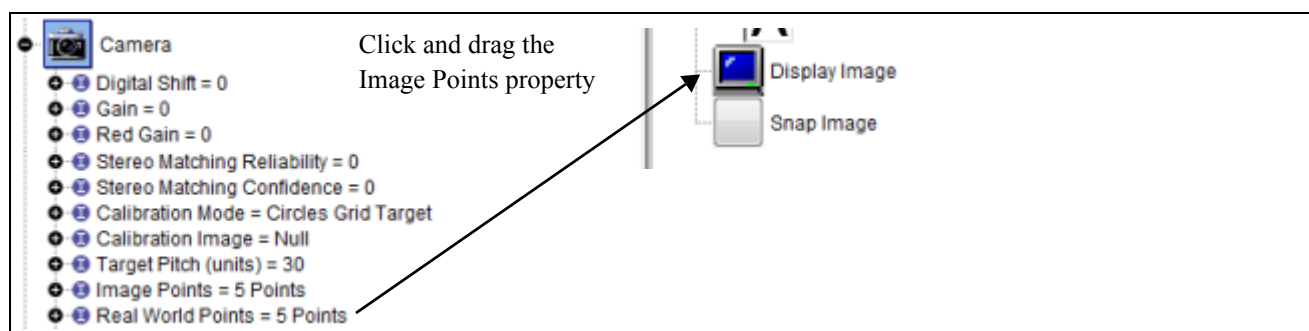 Camera
Click and drag the
Image Points property
Digital Shift = 0
Gain = 0
Red Gain = 0
Stereo Matching Reliability = 0
Stereo Matching Confidence = 0
Calibration Mode = Circles Grid Target
Calibration Image = Null
Target Pitch (units) = 30
Image Points = 5 Points
Real World Points = 5 Points
Display Image
Snap Image